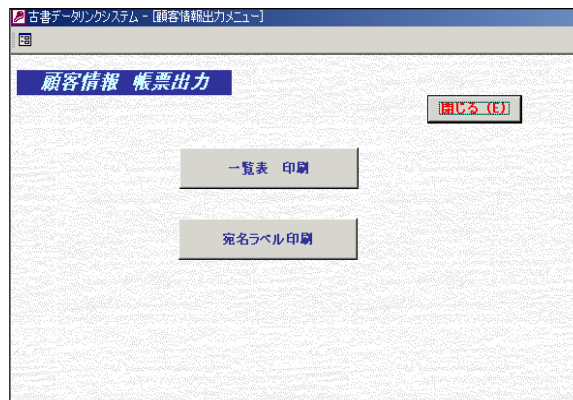 古書データリンクシステム - [顧客情報出力メニュー]
顧客情報 帳票出力
閉じる (E)
一覧表 印刷
宛名ラベル印刷